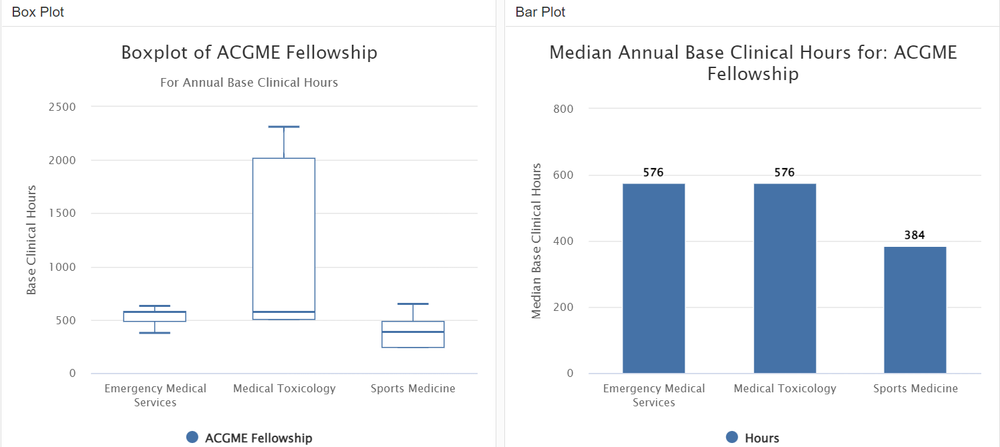 Box Plot
Boxplot of ACGME Fellowship
For Annual Base Clinical Hours
Base Clinical Hours
2500
2000
1500
1000
500
0
Emergency Medical
Services
Medical Toxicology
Sports Medicine
ACGME Fellowship
Bar Plot
Median Annual Base Clinical Hours for: ACGME
Fellowship
Median Base Clinical Hours
800
600
400
200
0
576
576
384
Emergency Medical
Services
Medical Toxicology
Sports Medicine
Hours